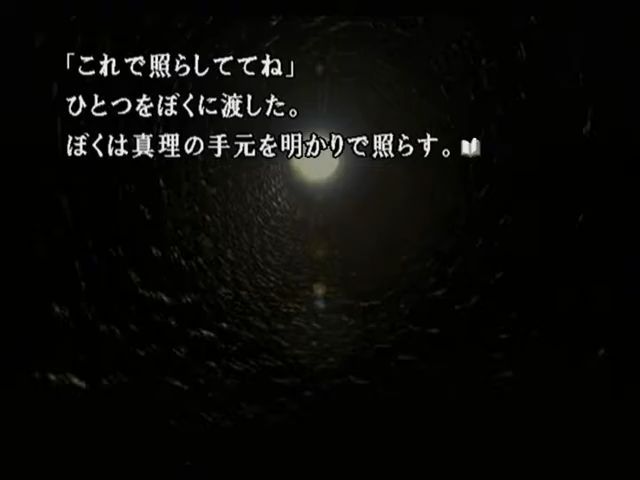 「これで照らしててね」
ひとつをぼくに渡した。
ぼくは真理の手元を明かりで照らす。